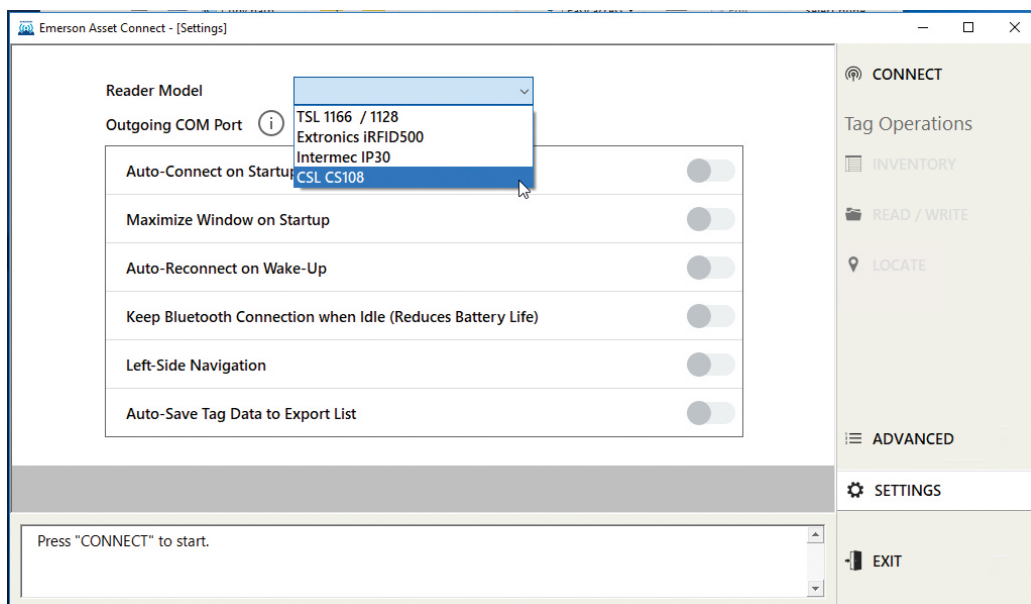 Emerson Asset Connect - [Settings]
Reader Model
TSL 1166 / 1128
Extronics iRFID500
Intermec IP30
CSL CS108
Outgoing COM Port i
Auto-Connect on Startup
Maximize Window on Startup
Auto-Reconnect on Wake-Up
Keep Bluetooth Connection when Idle (Reduces Battery Life)
Left-Side Navigation
Auto-Save Tag Data to Export List
Press "CONNECT" to start.
CONNECT
Tag Operations
INVENTORY
READ / WRITE
LOCATE
ADVANCED
SETTINGS
EXIT